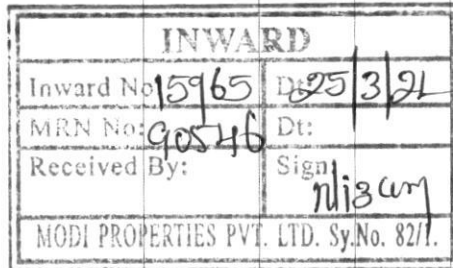 INWARD
Inward No 15965 Dt: 25/3/21
MRN No: 90546 Dt:
Received By: Sign
Nizam
MODI PROPERTIES PVT. LTD. Sy.No. 82/1.